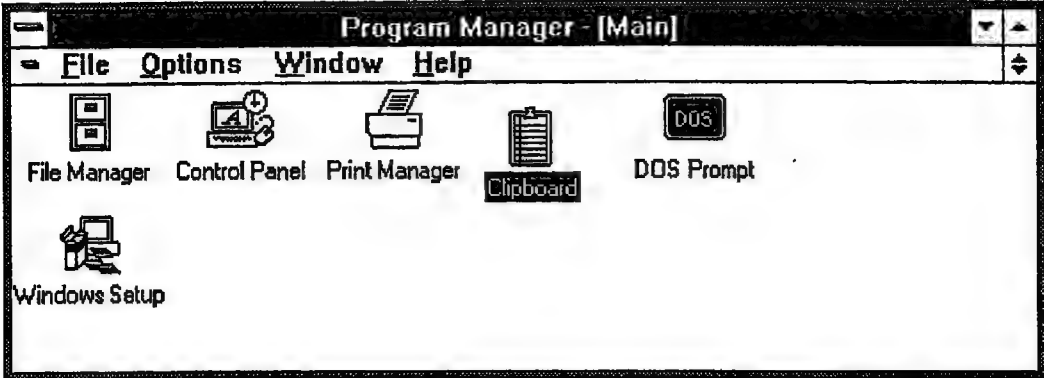 Program Manager - [Main]
File Options Window Help
File Manager Control Panel Print Manager Clipboard DOS Prompt
DOS
Windows Setup